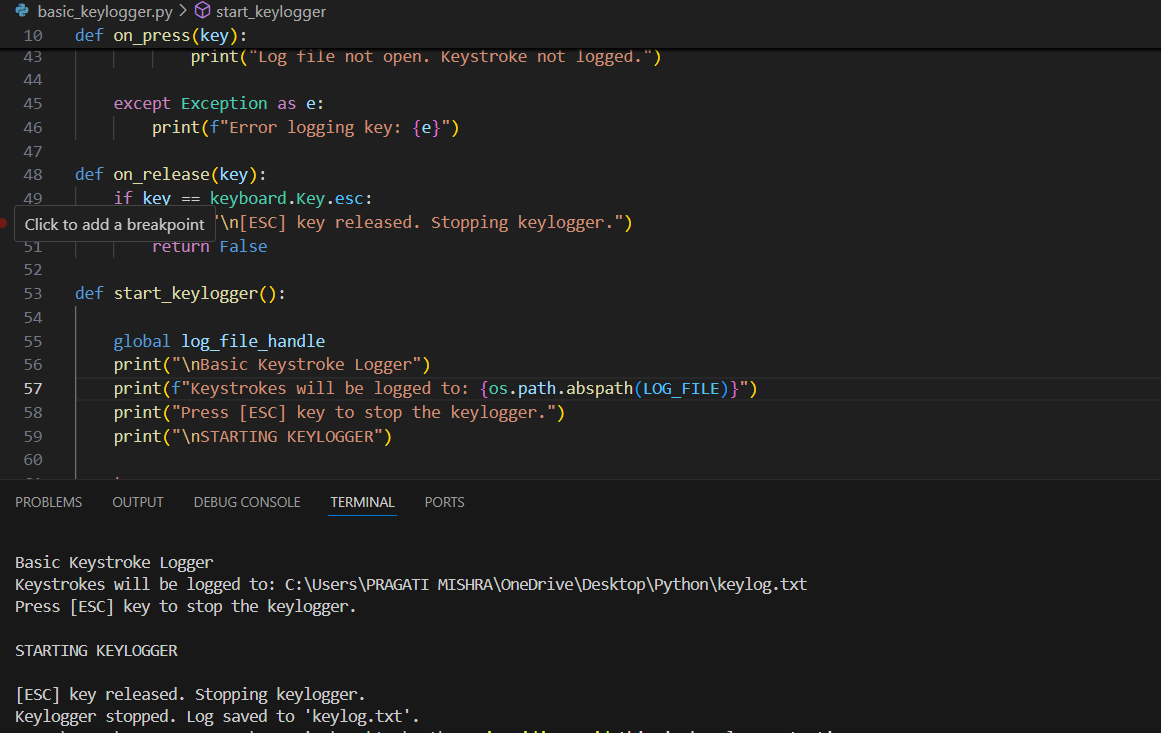 basic_keylogger.py > start_keylogger
10 def on_press(key):
43 print("Log file not open. Keystroke not logged.")
44
45 except Exception as e:
46 print(f"Error logging key: {e}")
47
48 def on_release(key):
49 if key == keyboard.Key.esc:
Click to add a breakpoint "\n[ESC] key released. Stopping keylogger.")
51 return False
52
53 def start_keylogger():
54
55 global log_file_handle
56 print("\nBasic Keystroke Logger")
57 print(f"Keystrokes will be logged to: {os.path.abspath(LOG_FILE)}")
58 print("Press [ESC] key to stop the keylogger.")
59 print("\nSTARTING KEYLOGGER")
60
PROBLEMS OUTPUT DEBUG CONSOLE TERMINAL PORTS
Basic Keystroke Logger
Keystrokes will be logged to: C:\Users\PRAGATI MISHRA\OneDrive\Desktop\Python\keylog.txt
Press [ESC] key to stop the keylogger.
STARTING KEYLOGGER
[ESC] key released. Stopping keylogger.
Keylogger stopped. Log saved to 'keylog.txt'.